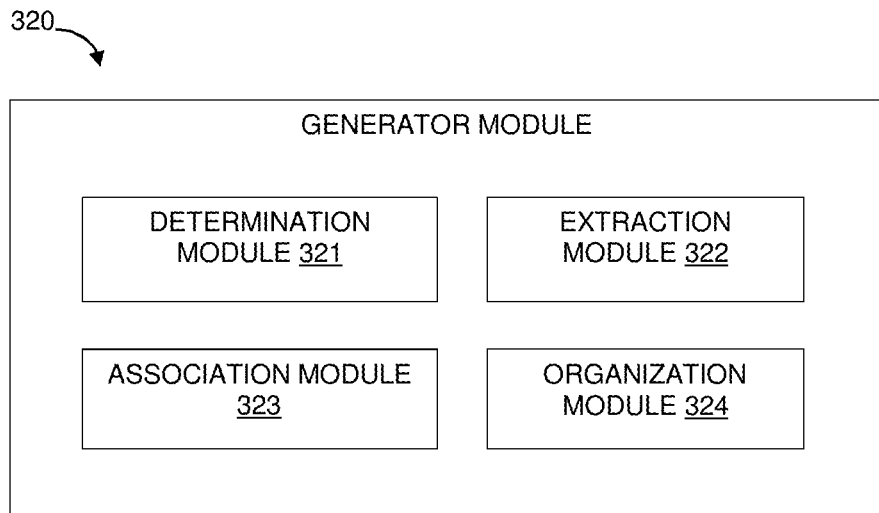 320
GENERATOR MODULE
DETERMINATION
MODULE 321
EXTRACTION
MODULE 322
ASSOCIATION MODULE
323
ORGANIZATION
MODULE 324